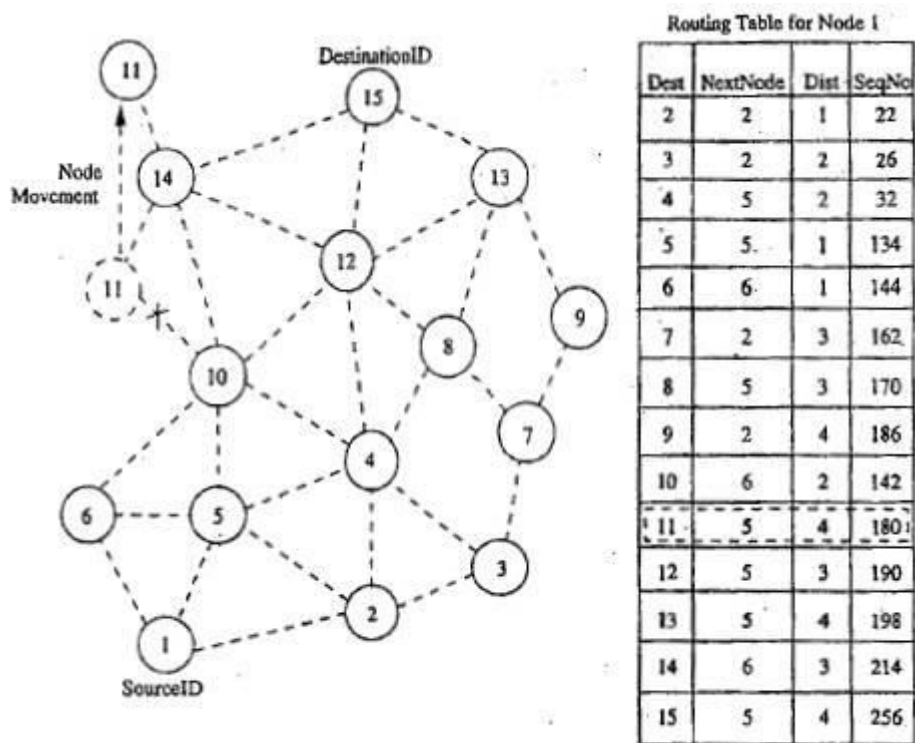 Routing Table for Node 1
11
DestinationID
15
Node
Movement
14
13
12
11
9
8
10
7
4
6
5
3
2
1
SourceID
Dest NextNode Dist SeqNo
2 2 1 22
3 2 2 26
4 5 2 32
5 5 1 134
6 6 1 144
7 2 3 162
8 5 3 170
9 2 4 186
10 6 2 142
11 5 4 180
12 5 3 190
13 5 4 198
14 6 3 214
15 5 4 256